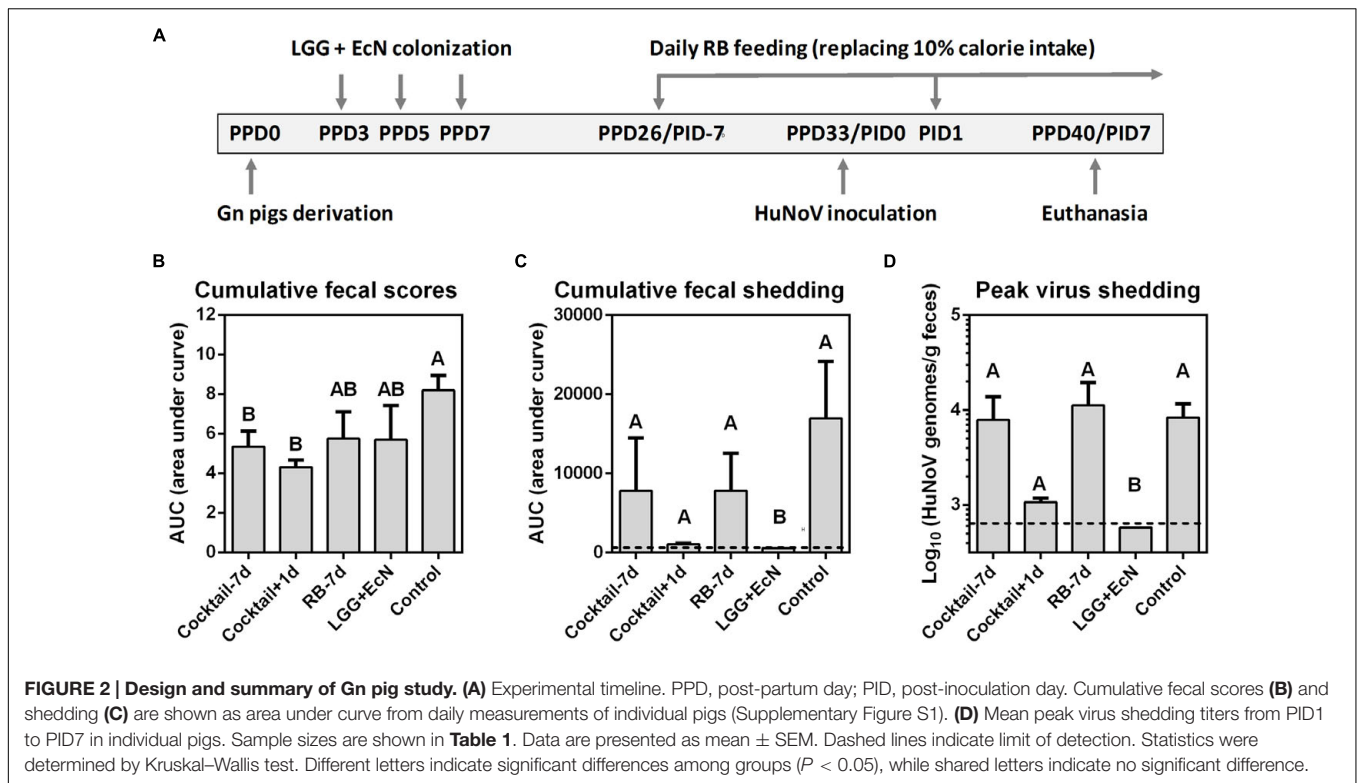 A
LGG + EcN colonization
Daily RB feeding (replacing 10% calorie intake)
PPD0 PPD3 PPD5 PPD7 PPD26/PID-7 PPD33/PID0 PID1 PPD40/PID7
Gn pigs derivation
HuNoV inoculation
Euthanasia
B
Cumulative fecal scores
AUC (area under curve)
12
10
8
6
4
2
0
B
B
AB
AB
A
Cocktail-7d
Cocktail+1d
RB-7d
LGG+EcN
Control
C
Cumulative fecal shedding
AUC (area under curve)
30000
20000
10000
0
A
A
A
B
A
Cocktail-7d
Cocktail+1d
RB-7d
LGG+EcN
Control
D
Peak virus shedding
Log10 (HuNoV genomes/g feces)
5
4
3
A
A
A
B
A
Cocktail-7d
Cocktail+1d
RB-7d
LGG+EcN
Control
FIGURE 2 | Design and summary of Gn pig study. (A) Experimental timeline. PPD, post-partum day; PID, post-inoculation day. Cumulative fecal scores (B) and
shedding (C) are shown as area under curve from daily measurements of individual pigs (Supplementary Figure S1). (D) Mean peak virus shedding titers from PID1
to PID7 in individual pigs. Sample sizes are shown in Table 1. Data are presented as mean ± SEM. Dashed lines indicate limit of detection. Statistics were
determined by Kruskal–Wallis test. Different letters indicate significant differences among groups (P < 0.05), while shared letters indicate no significant difference.